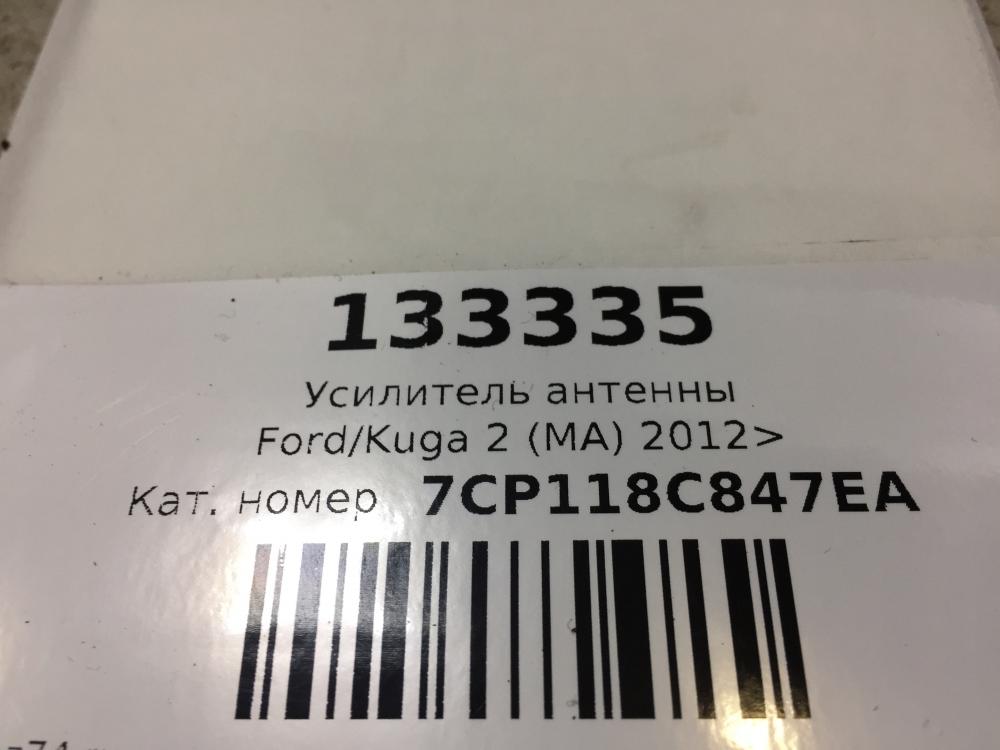 133335
Усилитель антенны
Ford/Kuga 2 (MA) 2012>
Кат. номер 7CP118C847EA